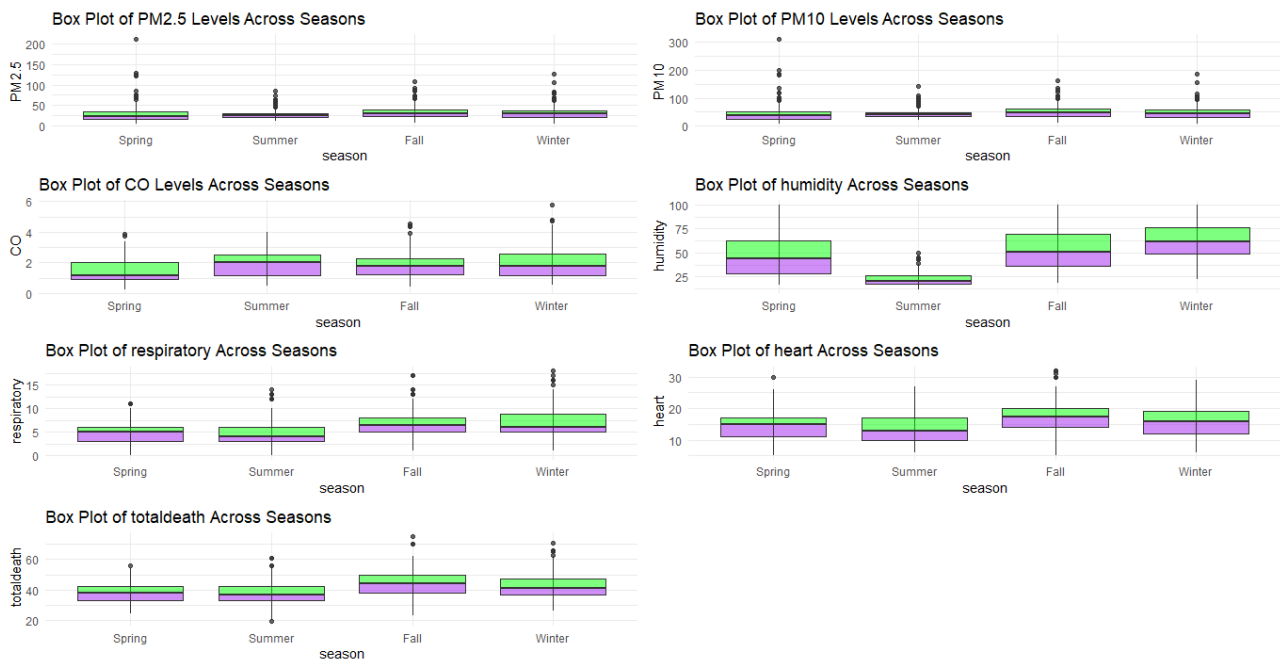 Box Plot of PM2.5 Levels Across Seasons
PM2.5
200
150
100
50
0
Spring Summer Fall Winter
season
Box Plot of PM10 Levels Across Seasons
PM10
300
200
100
0
Spring Summer Fall Winter
season
Box Plot of CO Levels Across Seasons
CO
6
4
2
0
Spring Summer Fall Winter
season
Box Plot of humidity Across Seasons
humidity
100
75
50
25
Spring Summer Fall Winter
season
Box Plot of respiratory Across Seasons
respiratory
15
10
5
0
Spring Summer Fall Winter
season
Box Plot of heart Across Seasons
heart
30
20
10
Spring Summer Fall Winter
season
Box Plot of totaldeath Across Seasons
totaldeath
60
40
20
Spring Summer Fall Winter
season